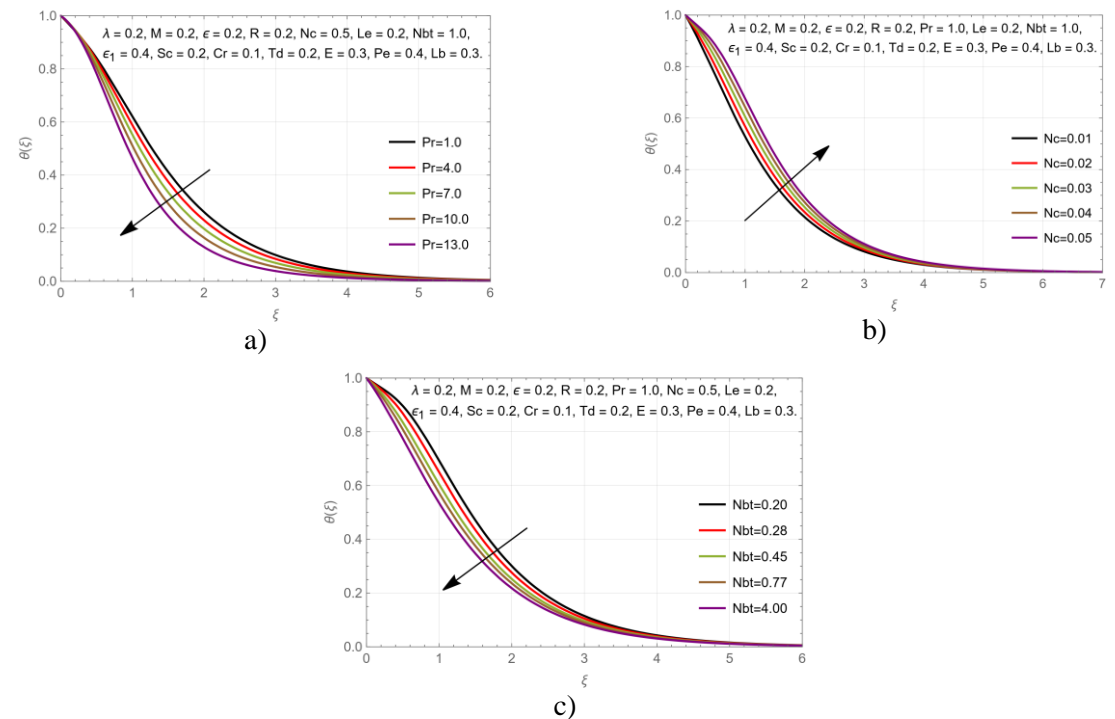 λ = 0.2, M = 0.2, ϵ = 0.2, R = 0.2, Nc = 0.5, Le = 0.2, Nbt = 1.0,
ϵ1 = 0.4, Sc = 0.2, Cr = 0.1, Td = 0.2, E = 0.3, Pe = 0.4, Lb = 0.3.
1.0
0.8
0.6
0.4
0.2
0.0
θ(ξ)
Pr=1.0
Pr=4.0
Pr=7.0
Pr=10.0
Pr=13.0
0 1 2 3 4 5 6
ξ
a)
λ = 0.2, M = 0.2, ϵ = 0.2, R = 0.2, Pr = 1.0, Le = 0.2, Nbt = 1.0,
ϵ1 = 0.4, Sc = 0.2, Cr = 0.1, Td = 0.2, E = 0.3, Pe = 0.4, Lb = 0.3.
1.0
0.8
0.6
0.4
0.2
0.0
θ(ξ)
Nc=0.01
Nc=0.02
Nc=0.03
Nc=0.04
Nc=0.05
0 1 2 3 4 5 6 7
ξ
b)
λ = 0.2, M = 0.2, ϵ = 0.2, R = 0.2, Pr = 1.0, Nc = 0.5, Le = 0.2,
ϵ1 = 0.4, Sc = 0.2, Cr = 0.1, Td = 0.2, E = 0.3, Pe = 0.4, Lb = 0.3.
1.0
0.8
0.6
0.4
0.2
0.0
θ(ξ)
Nbt=0.20
Nbt=0.28
Nbt=0.45
Nbt=0.77
Nbt=4.00
0 1 2 3 4 5 6
ξ
c)